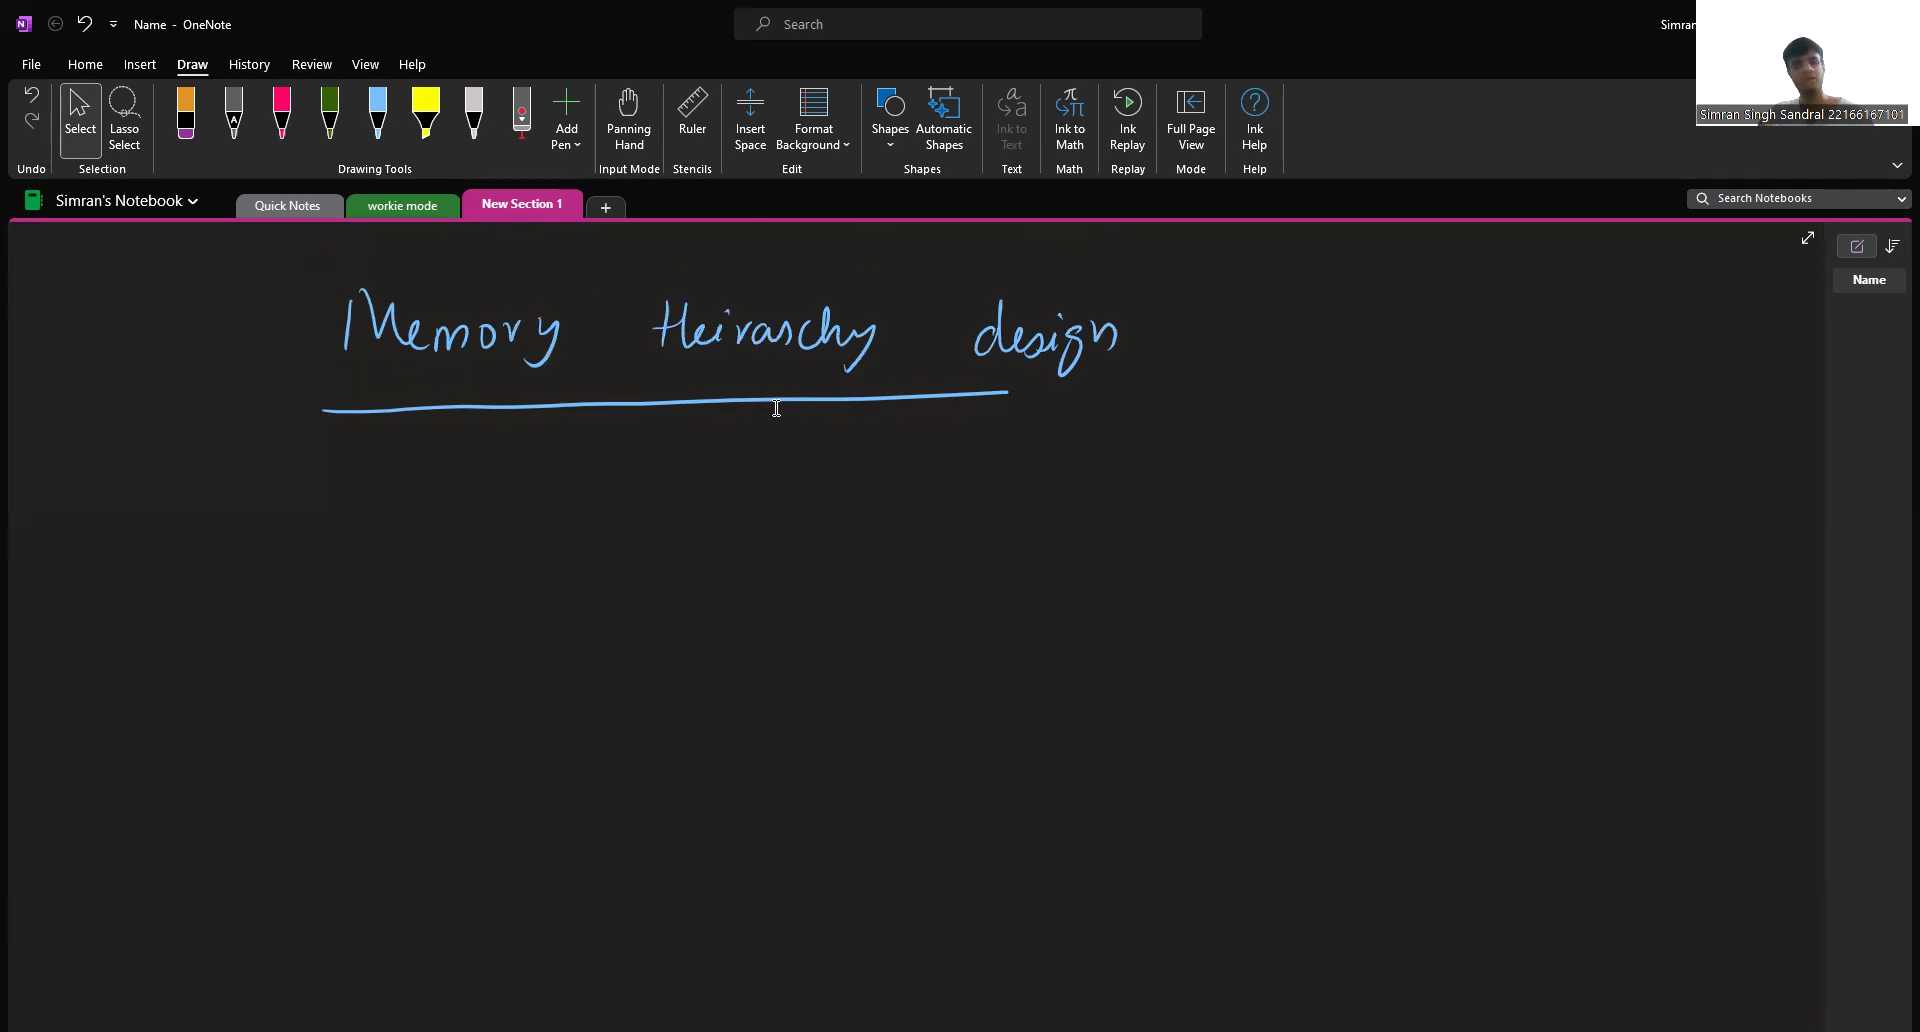 Name - OneNote
Search
Simran
File Home Insert Draw History Review View Help
Select
Lasso Select
A
Add Pen
Panning Hand
Ruler
Insert Space
Format Background
Shapes
Automatic Shapes
Ink to Text
Ink to Math
Ink Replay
Full Page View
Ink Help
Undo Selection Drawing Tools Input Mode Stencils Edit Shapes Text Math Replay Mode Help
Simran Singh Sandral 22166167101
Simran's Notebook Quick Notes workie mode New Section 1 +
Search Notebooks
Name
Memory Heirarchy design